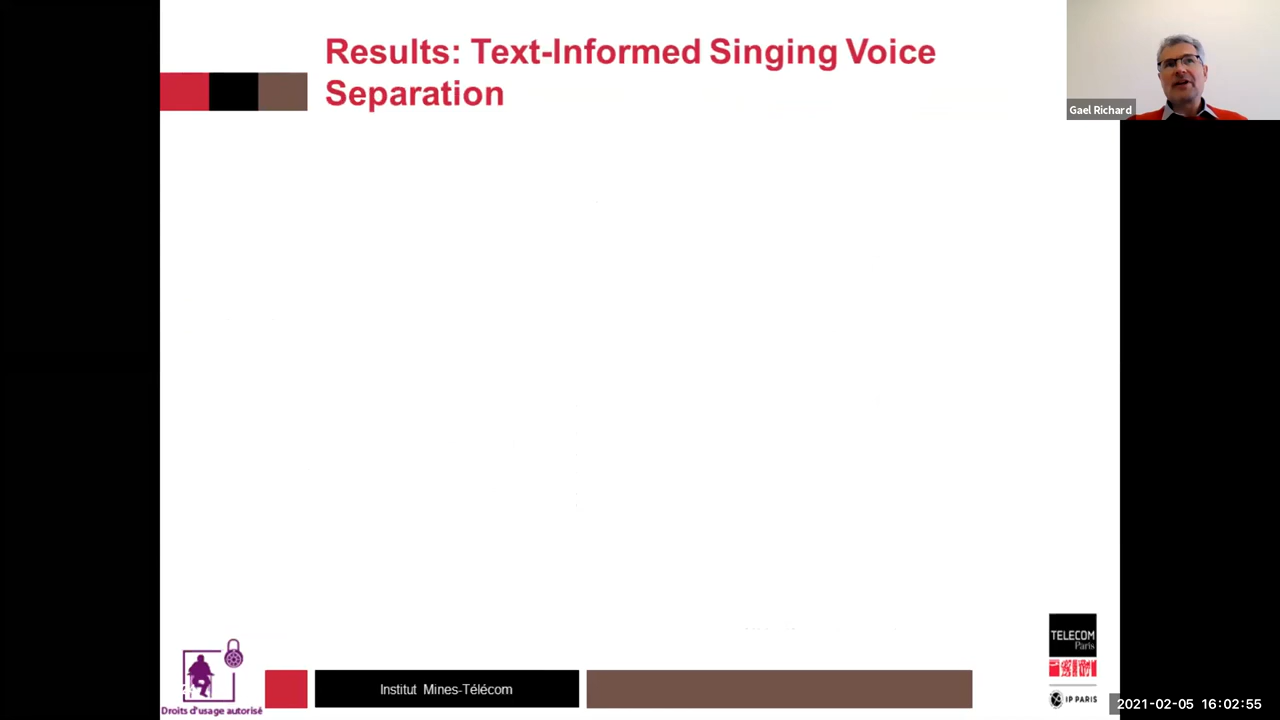 Results: Text-Informed Singing Voice
Separation
Gael Richard
TELECOM
Paris
IP PARIS
Institut Mines-Télécom
Droits d'usage autorisé
2021-02-05 16:02:55